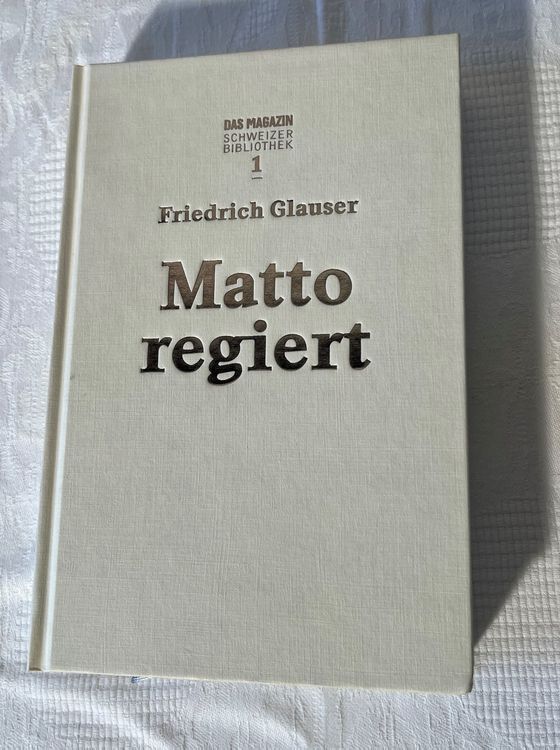 DAS MAGAZIN
SCHWEIZER
BIBLIOTHEK
1
Friedrich Glauser
Matto
regiert